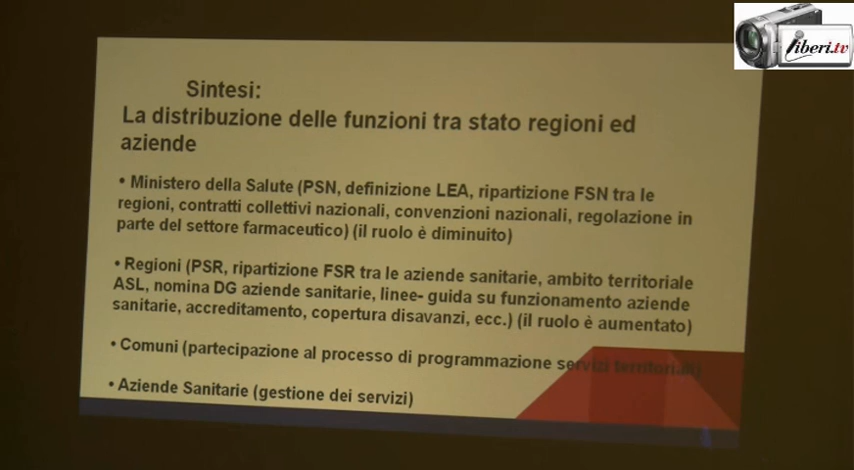 iberi.tv
Sintesi:
La distribuzione delle funzioni tra stato regioni ed
aziende
• Ministero della Salute (PSN, definizione LEA, ripartizione FSN tra le
regioni, contratti collettivi nazionali, convenzioni nazionali, regolazione in
parte del settore farmaceutico) (il ruolo è diminuito)
• Regioni (PSR, ripartizione FSR tra le aziende sanitarie, ambito territoriale
ASL, nomina DG aziende sanitarie, linee- guida su funzionamento aziende
sanitarie, accreditamento, copertura disavanzi, ecc.) (il ruolo è aumentato)
• Comuni (partecipazione al processo di programmazione servizi territoriali)
• Aziende Sanitarie (gestione dei servizi)